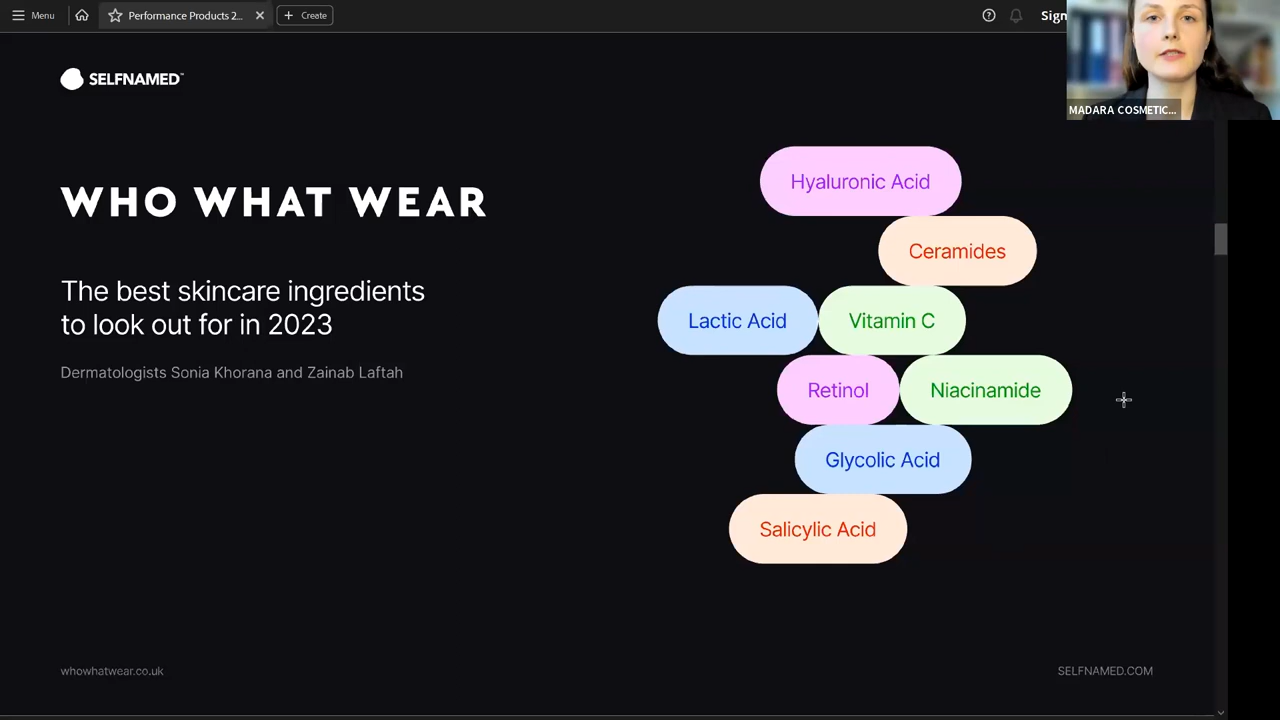 Menu
Performance Products 2...
Create
Sign
MADARA COSMETIC...
SELFNAMED™
WHO WHAT WEAR
The best skincare ingredients
to look out for in 2023
Dermatologists Sonia Khorana and Zainab Laftah
Hyaluronic Acid
Ceramides
Lactic Acid
Vitamin C
Retinol
Niacinamide
Glycolic Acid
Salicylic Acid
whowhatwear.co.uk
SELFNAMED.COM